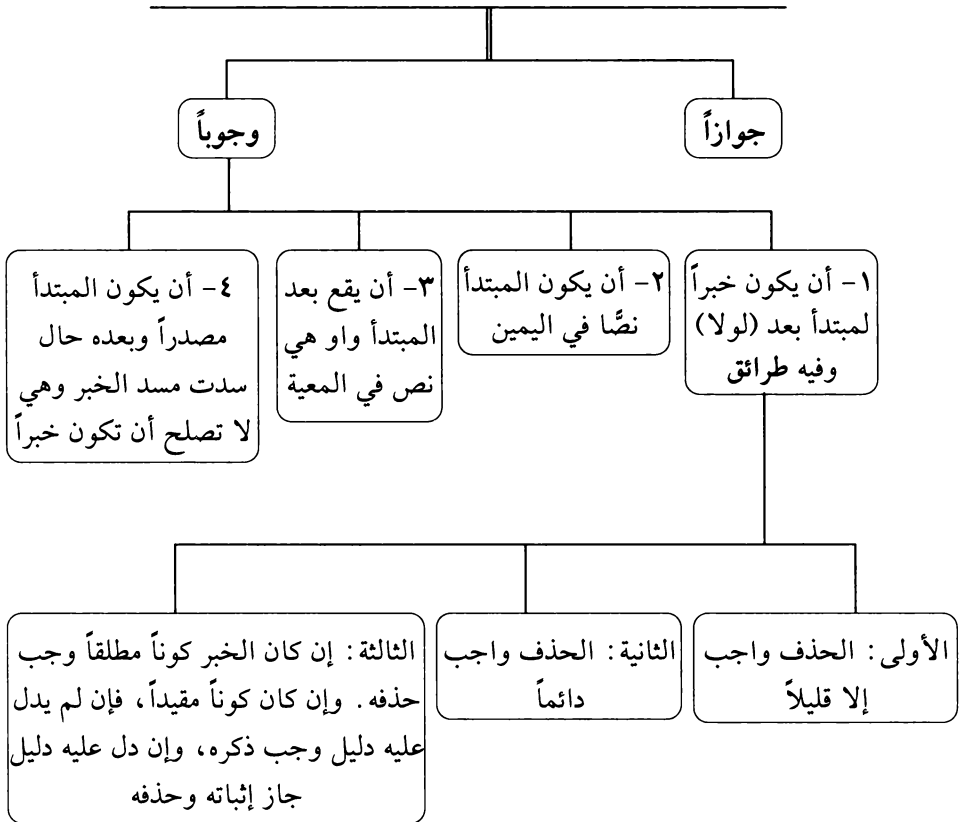 جوازاً
وجوباً
١- أن يكون خبراً
لمبتدأ بعد (لولا)
وفيه طرائق
٢- أن يكون المبتدأ
نصًّا في اليمين
٣- أن يقع بعد
المبتدأ واو هي
نص في المعية
٤- أن يكون المبتدأ
مصدراً وبعده حال
سدت مسد الخبر وهي
لا تصلح أن تكون خبراً
الأولى: الحذف واجب
إلا قليلاً
الثانية: الحذف واجب
دائماً
الثالثة: إن كان الخبر كوناً مطلقاً وجب
حذفه. وإن كان كوناً مقيداً، فإن لم يدل
عليه دليل وجب ذكره، وإن دل عليه دليل
جاز إثباته وحذفه